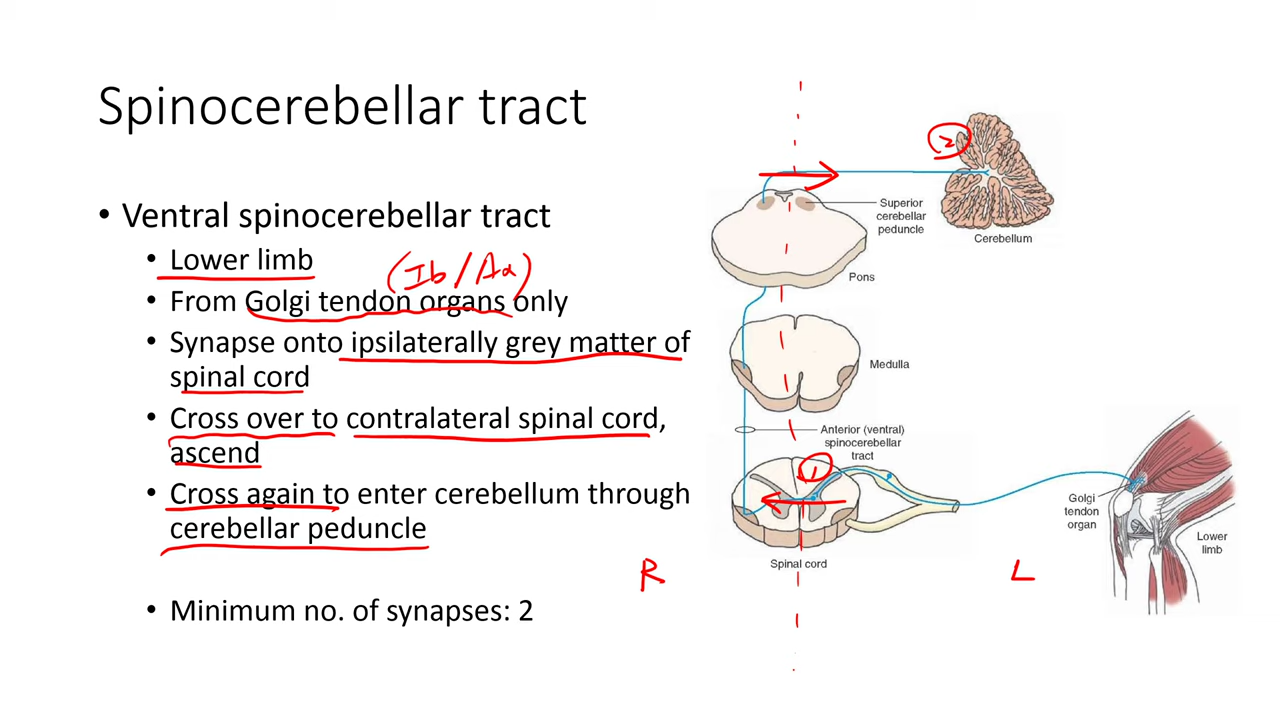 Spinocerebellar tract
• Ventral spinocerebellar tract
• Lower limb
(Ib/Aα)
• From Golgi tendon organs only
• Synapse onto ipsilaterally grey matter of
spinal cord
• Cross over to contralateral spinal cord,
ascend
• Cross again to enter cerebellum through
cerebellar peduncle
• Minimum no. of synapses: 2
2
Superior
cerebellar
peduncle
Cerebellum
Pons
Medulla
Anterior (ventral)
spinocerebellar
tract
1
Golgi
tendon
organ
Lower
limb
Spinal cord
R
L